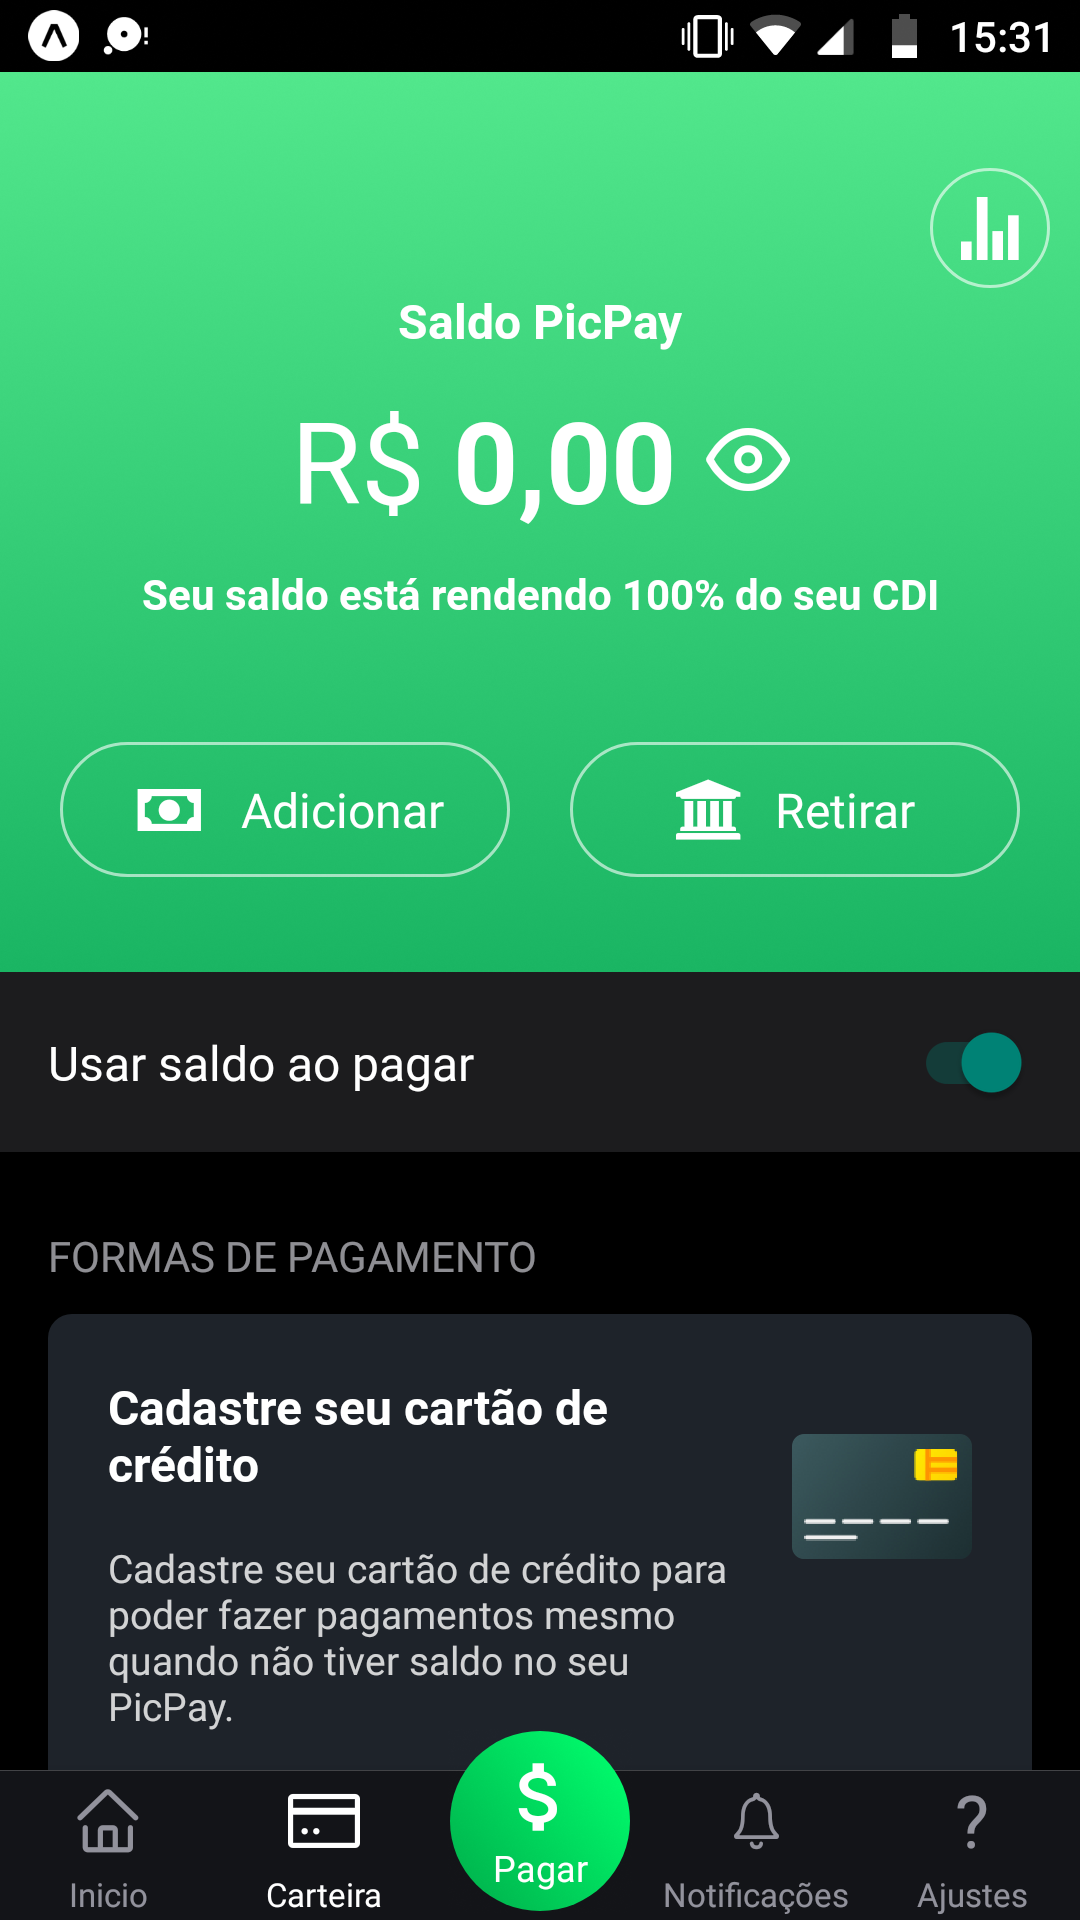 15:31
Saldo PicPay
R$ 0,00
Seu saldo está rendendo 100% do seu CDI
Adicionar
Retirar
Usar saldo ao pagar
FORMAS DE PAGAMENTO
Cadastre seu cartão de
crédito
Cadastre seu cartão de crédito para
poder fazer pagamentos mesmo
quando não tiver saldo no seu
PicPay.
Inicio
Carteira
Pagar
Notificações
Ajustes